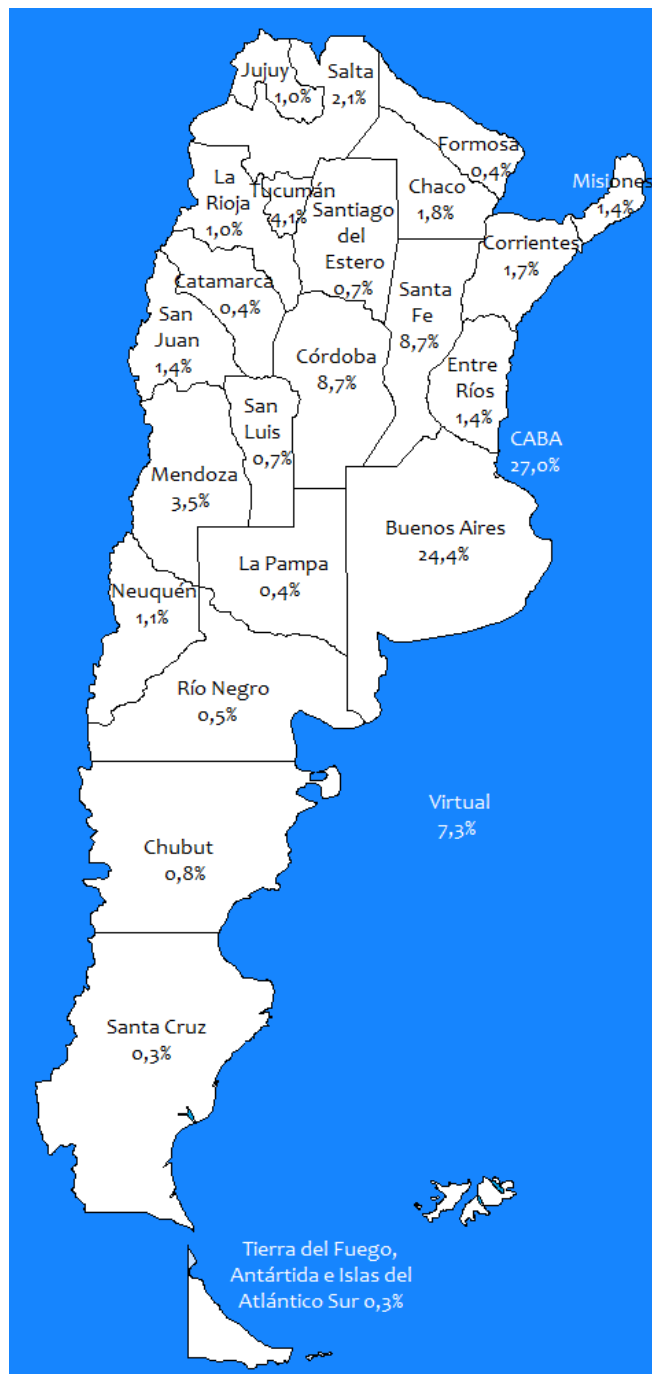 Jujuy
1,0%
Salta
2,1%
Formosa
0,4%
Misiones
1,4%
La
Rioja
1,0%
Tucumán
4,1%
Santiago
del
Estero
0,7%
Chaco
1,8%
Corrientes
1,7%
Catamarca
0,4%
Santa
Fe
8,7%
San
Juan
1,4%
Córdoba
8,7%
Entre
Ríos
1,4%
San
Luis
0,7%
CABA
27,0%
Mendoza
3,5%
Buenos Aires
24,4%
La Pampa
0,4%
Neuquén
1,1%
Río Negro
0,5%
Virtual
7,3%
Chubut
0,8%
Santa Cruz
0,3%
Tierra del Fuego,
Antártida e Islas del
Atlántico Sur 0,3%